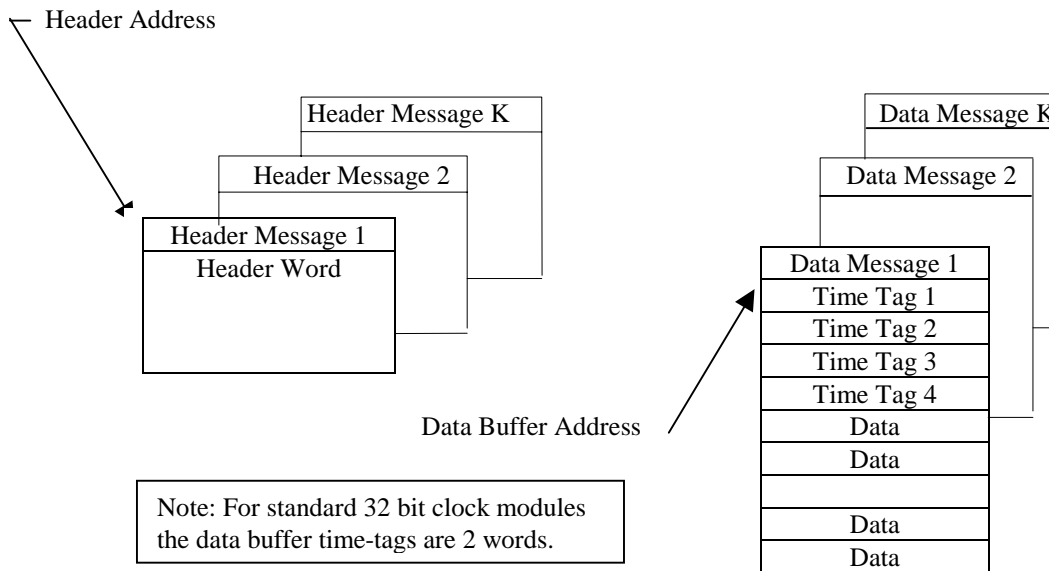 Header Address
Header Message K
Header Message 2
Header Message 1
Header Word
Data Message K
Data Message 2
Data Message 1
Time Tag 1
Time Tag 2
Time Tag 3
Time Tag 4
Data
Data
Data
Data
Data Buffer Address
Note: For standard 32 bit clock modules
the data buffer time-tags are 2 words.